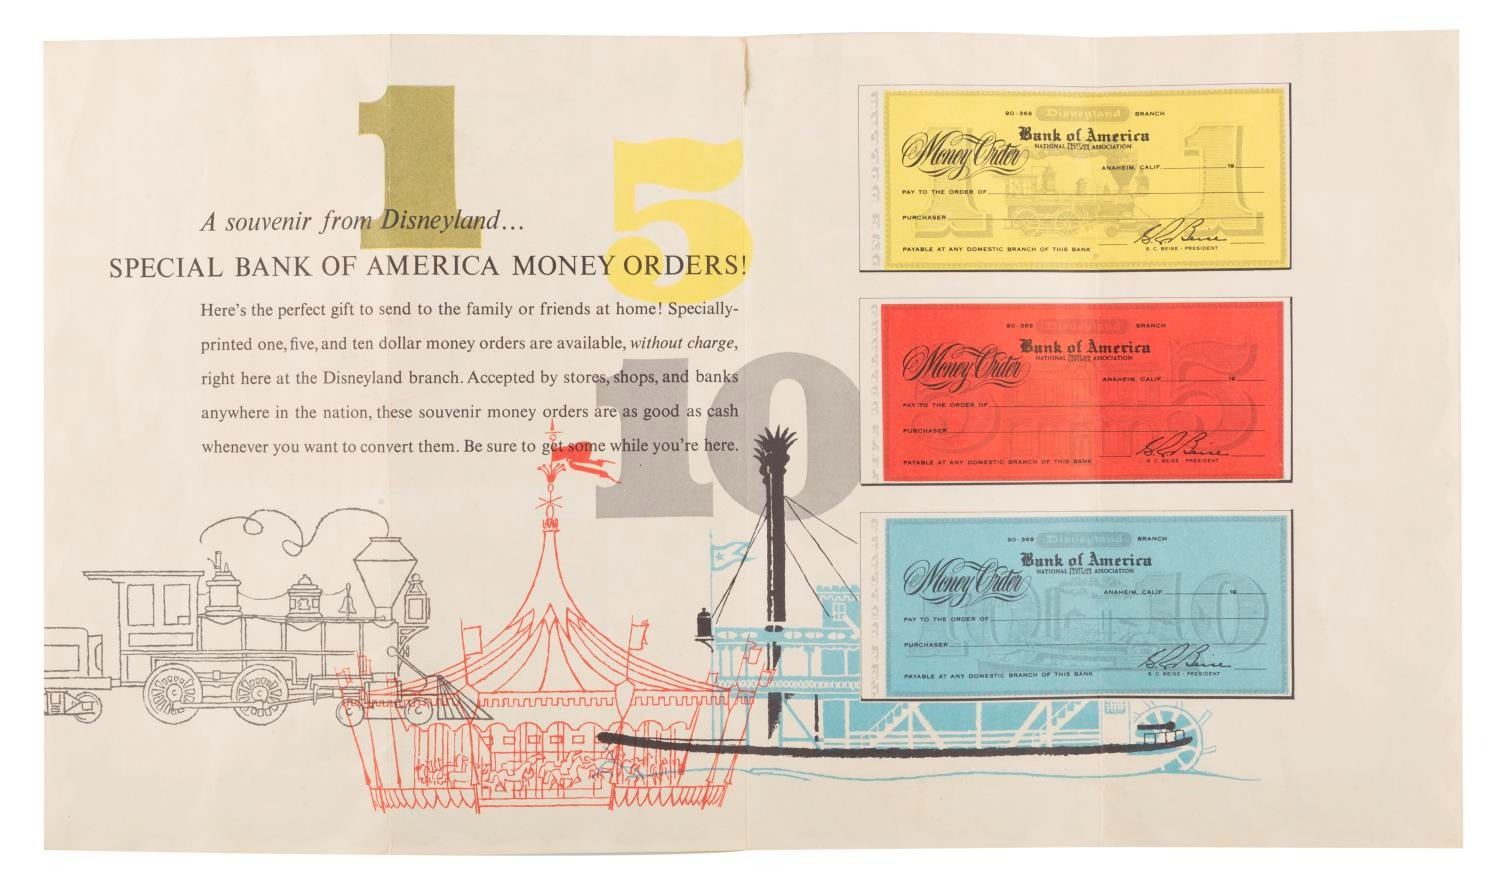 1
5
A souvenir from Disneyland...
SPECIAL BANK OF AMERICA MONEY ORDERS!
Here's the perfect gift to send to the family or friends at home! Specially-
printed one, five, and ten dollar money orders are available, without charge,
right here at the Disneyland branch. Accepted by stores, shops, and banks
anywhere in the nation, these souvenir money orders are as good as cash
whenever you want to convert them. Be sure to get some while you're here.
10
90-369 Disneyland BRANCH
Bank of America
NATIONAL TRUST AND SAVINGS ASSOCIATION
Money Order
ANAHEIM, CALIF. 19
1 1
PAY TO THE ORDER OF
PURCHASER
PAYABLE AT ANY DOMESTIC BRANCH OF THIS BANK
S. C. Beise
S. C. BEISE - PRESIDENT
90-369 Disneyland BRANCH
Bank of America
NATIONAL TRUST AND SAVINGS ASSOCIATION
Money Order
ANAHEIM, CALIF. 19
5 5
PAY TO THE ORDER OF
PURCHASER
PAYABLE AT ANY DOMESTIC BRANCH OF THIS BANK
S. C. Beise
S. C. BEISE - PRESIDENT
90-369 Disneyland BRANCH
Bank of America
NATIONAL TRUST AND SAVINGS ASSOCIATION
Money Order
ANAHEIM, CALIF. 19
10 10
PAY TO THE ORDER OF
PURCHASER
PAYABLE AT ANY DOMESTIC BRANCH OF THIS BANK
S. C. Beise
S. C. BEISE - PRESIDENT
C C C